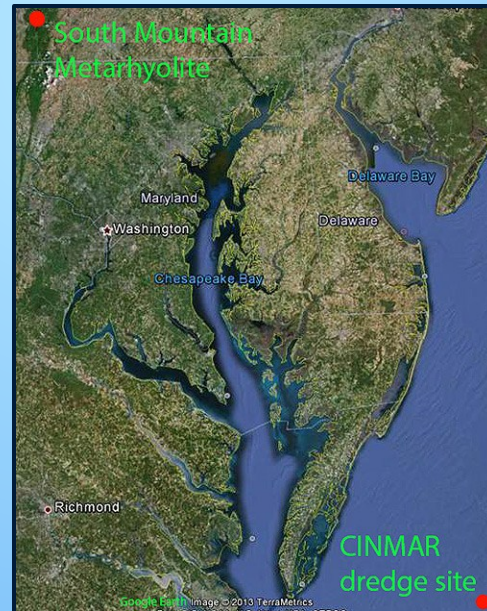 South Mountain
Metarhyolite
Delaware Bay
Maryland
Delaware
Washington
Chesapeake Bay
Richmond
CINMAR
dredge site
Google Earth Image © 2013 TerraMetrics